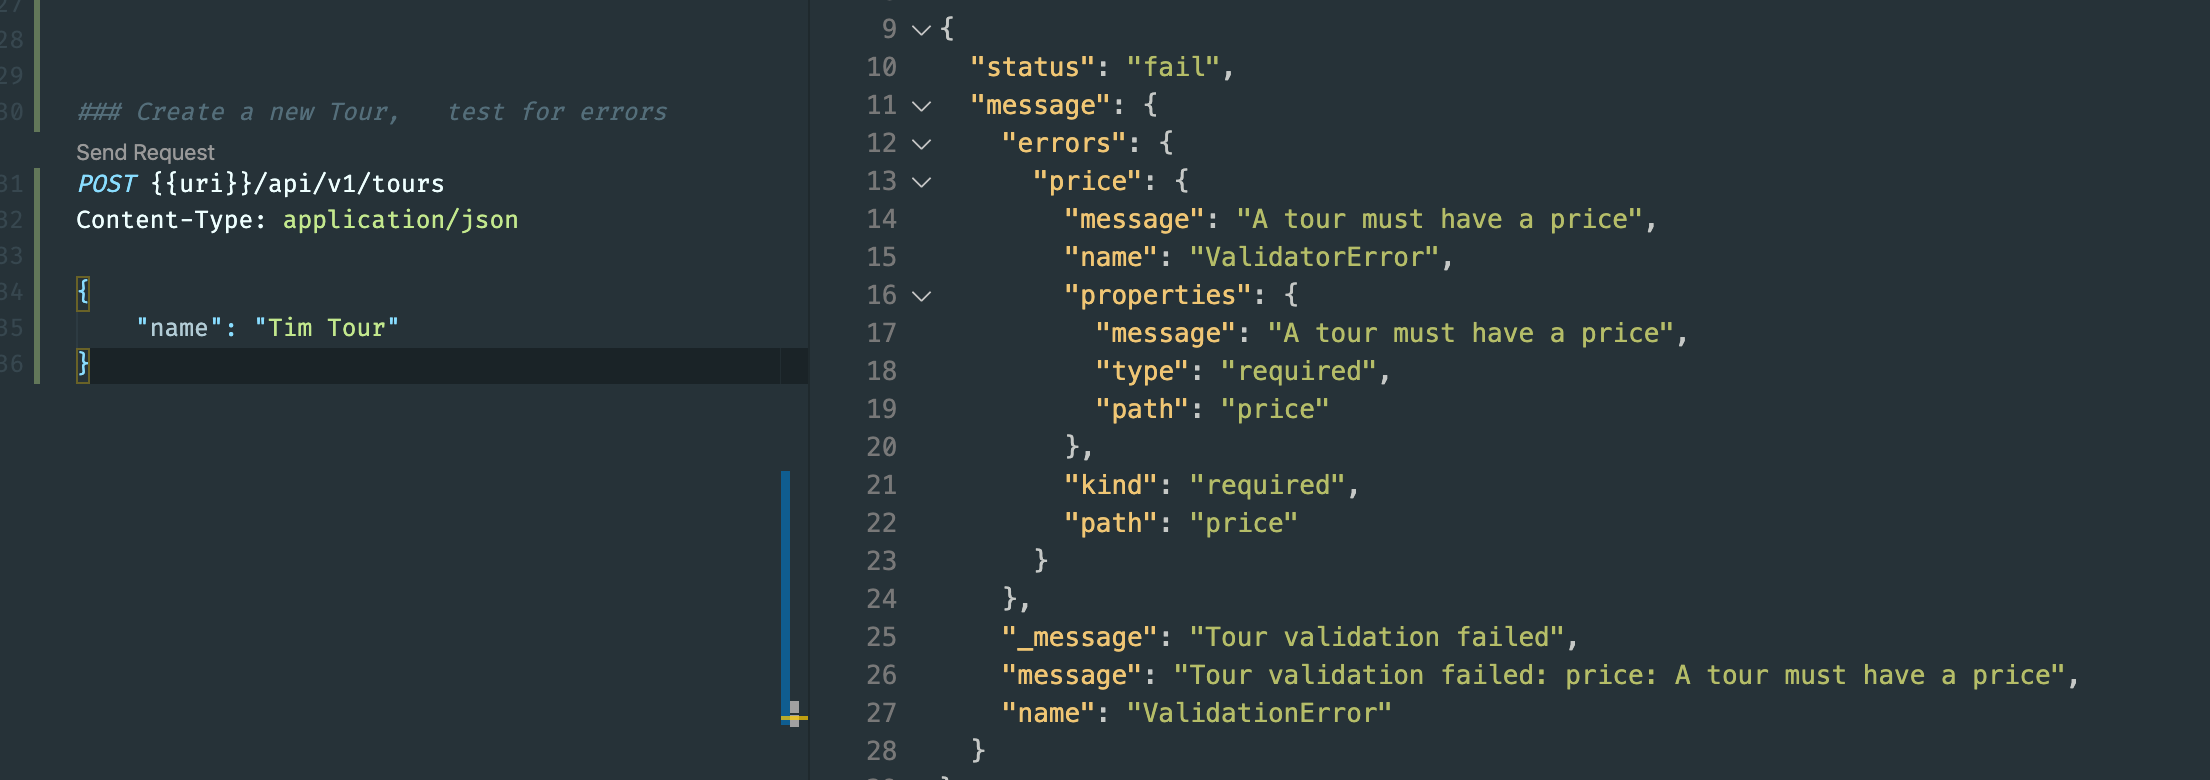 27
28
29
30 ### Create a new Tour,   test for errors
Send Request
31 POST {{uri}}/api/v1/tours
32 Content-Type: application/json
33
34 {
35     "name": "Tim Tour"
36 }
9 {
10   "status": "fail",
11   "message": {
12     "errors": {
13       "price": {
14         "message": "A tour must have a price",
15         "name": "ValidatorError",
16         "properties": {
17           "message": "A tour must have a price",
18           "type": "required",
19           "path": "price"
20         },
21         "kind": "required",
22         "path": "price"
23       }
24     },
25     "_message": "Tour validation failed",
26     "message": "Tour validation failed: price: A tour must have a price",
27     "name": "ValidationError"
28   }